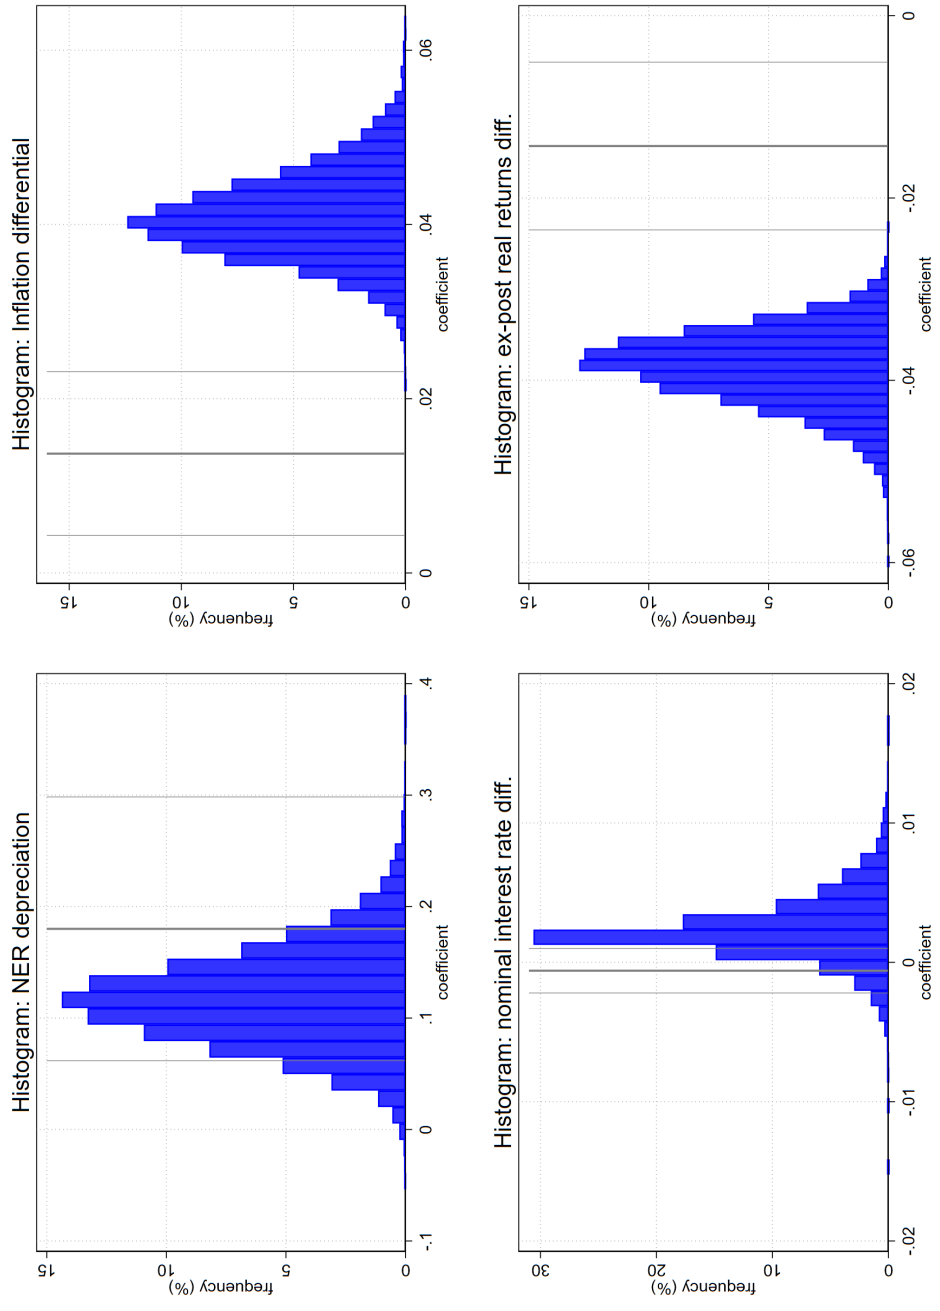 Histogram: NER depreciation
frequency (%)
15
10
5
0
-.1
0
.1
.2
.3
.4
coefficient
Histogram: Inflation differential
frequency (%)
15
10
5
0
0
.02
.04
.06
coefficient
Histogram: nominal interest rate diff.
frequency (%)
30
20
10
0
-.02
-.01
0
.01
.02
coefficient
Histogram: ex-post real returns diff.
frequency (%)
15
10
5
0
-.06
-.04
-.02
0
coefficient